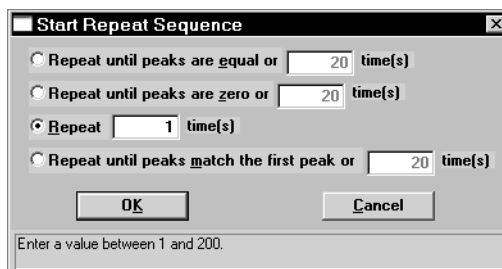 Start Repeat Sequence
Repeat until peaks are equal or 20 time(s)
Repeat until peaks are zero or 20 time(s)
Repeat 1 time(s)
Repeat until peaks match the first peak or 20 time(s)
OK Cancel
Enter a value between 1 and 200.